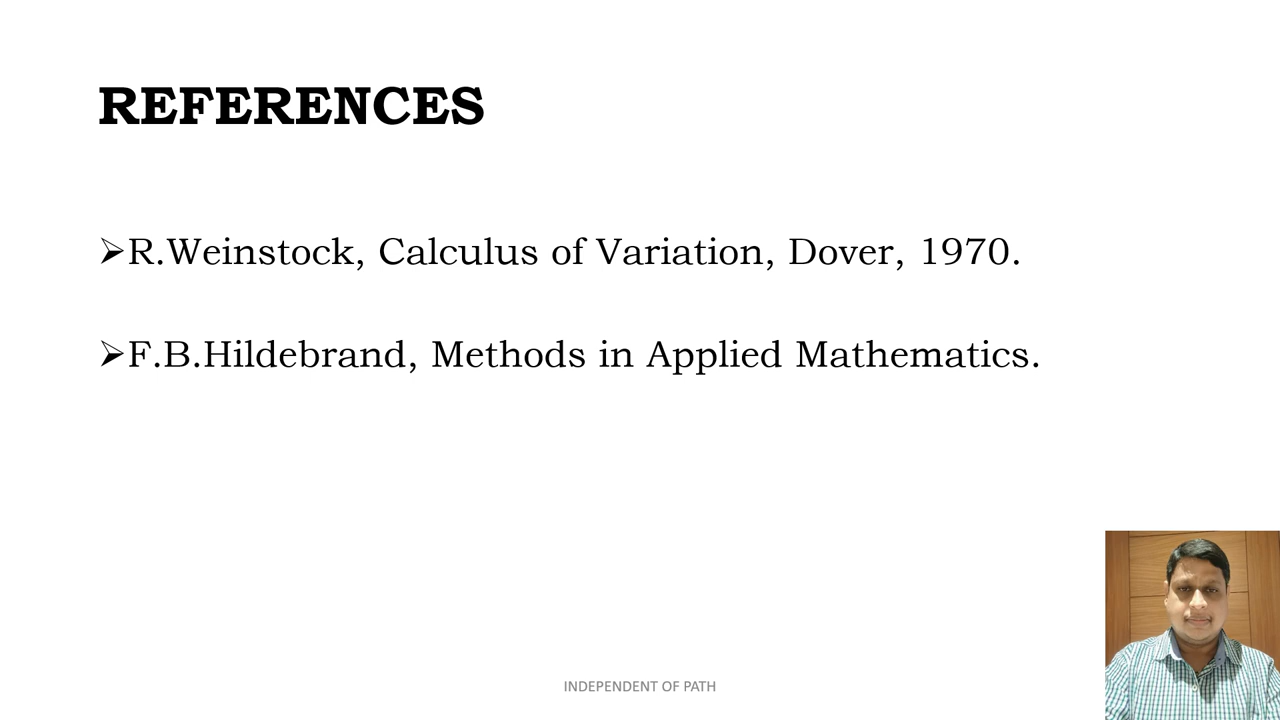 REFERENCES
➢R.Weinstock, Calculus of Variation, Dover, 1970.
➢F.B.Hildebrand, Methods in Applied Mathematics.
INDEPENDENT OF PATH